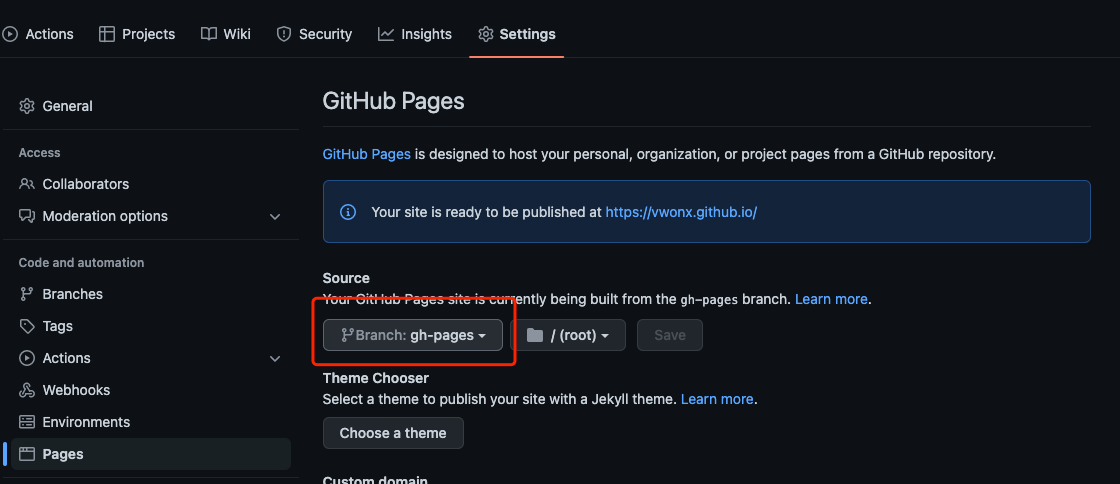 Actions Projects Wiki Security Insights Settings
General
Access
Collaborators
Moderation options
Code and automation
Branches
Tags
Actions
Webhooks
Environments
Pages
GitHub Pages
GitHub Pages is designed to host your personal, organization, or project pages from a GitHub repository.
Your site is ready to be published at https://vwonx.github.io/
Source
Your GitHub Pages site is currently being built from the gh-pages branch. Learn more.
Branch: gh-pages / (root) Save
Theme Chooser
Select a theme to publish your site with a Jekyll theme. Learn more.
Choose a theme
Custom domain